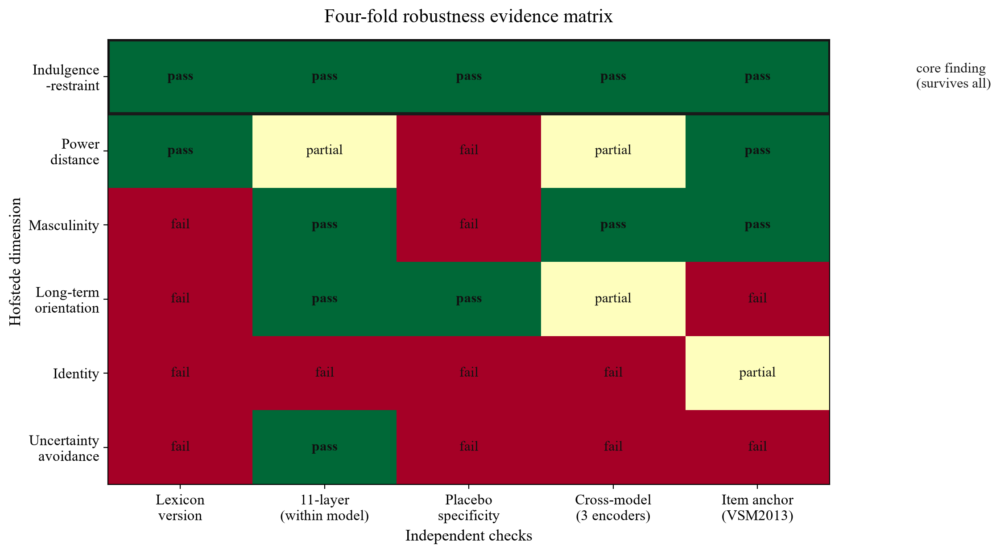 Four-fold robustness evidence matrix
Indulgence
-restraint
pass pass pass pass pass
core finding
(survives all)
Power
distance
pass partial fail partial pass
Masculinity
fail pass fail pass pass
Long-term
orientation
fail pass pass partial fail
Identity
fail fail fail fail partial
Uncertainty
avoidance
fail pass fail fail fail
Hofstede dimension
Lexicon
version
11-layer
(within model)
Placebo
specificity
Cross-model
(3 encoders)
Item anchor
(VSM2013)
Independent checks